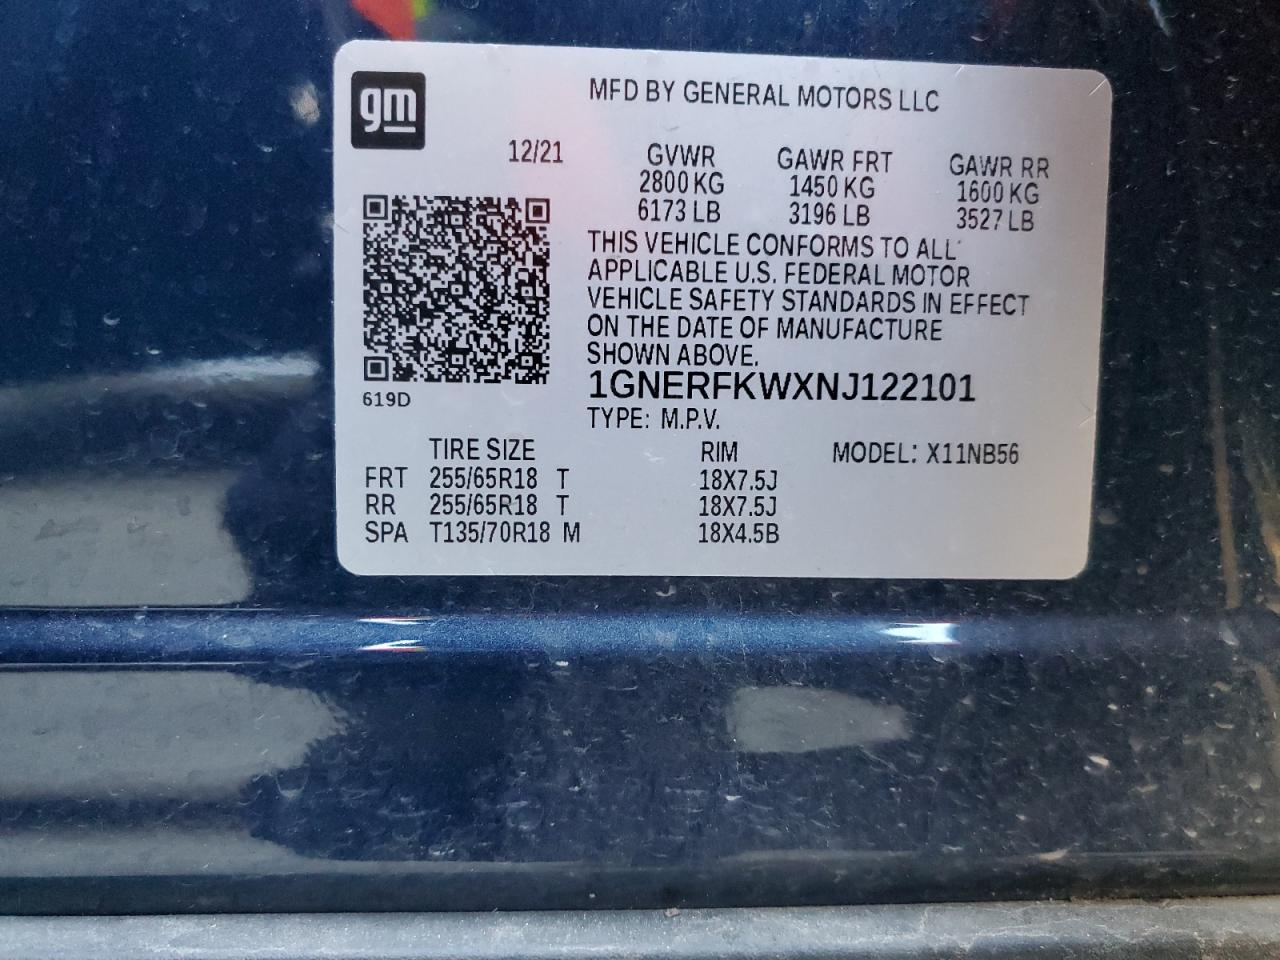 gm
MFD BY GENERAL MOTORS LLC
12/21 GVWR GAWR FRT GAWR RR
2800 KG 1450 KG 1600 KG
6173 LB 3196 LB 3527 LB
THIS VEHICLE CONFORMS TO ALL
APPLICABLE U.S. FEDERAL MOTOR
VEHICLE SAFETY STANDARDS IN EFFECT
ON THE DATE OF MANUFACTURE
SHOWN ABOVE.
619D
1GNERFKWXNJ122101
TYPE: M.P.V.
TIRE SIZE RIM MODEL: X11NB56
FRT 255/65R18 T 18X7.5J
RR 255/65R18 T 18X7.5J
SPA T135/70R18 M 18X4.5B